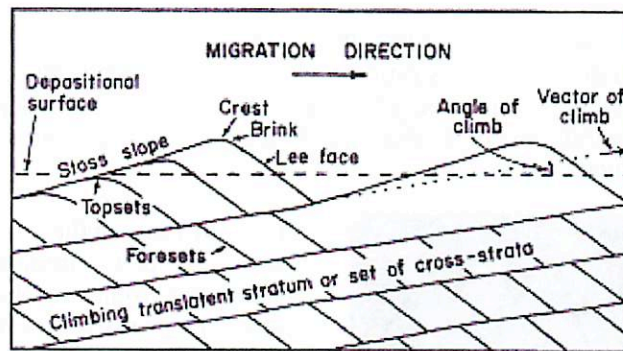 MIGRATION DIRECTION
Depositional
surface
Crest
Brink
Angle of
climb
Vector of
climb
Stoss slope
Lee face
Topsets
Foresets
Climbing translatent stratum or set of cross-strata